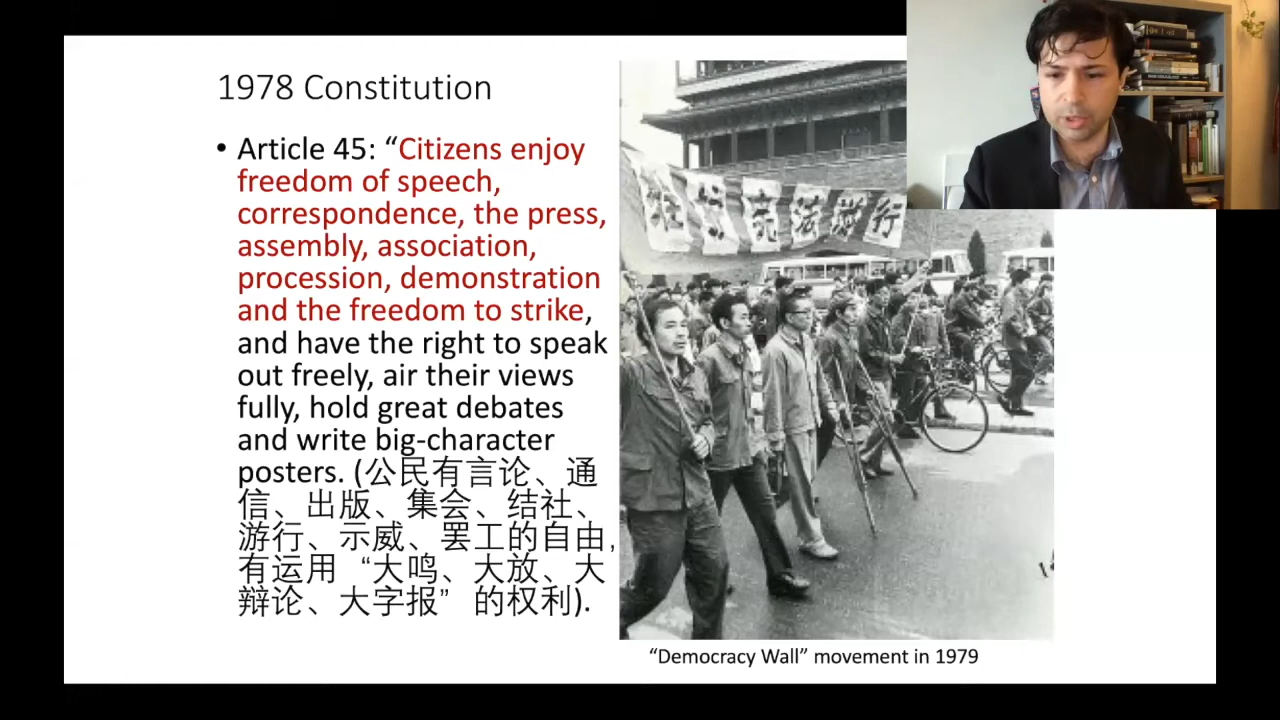 1978 Constitution
• Article 45: “Citizens enjoy
freedom of speech,
correspondence, the press,
assembly, association,
procession, demonstration
and the freedom to strike,
and have the right to speak
out freely, air their views
fully, hold great debates
and write big-character
posters. (公民有言论、通
信、出版、集会、结社、
游行、示威、罢工的自由,
有运用 “大鸣、大放、大
辩论、大字报” 的权利).
“Democracy Wall” movement in 1979